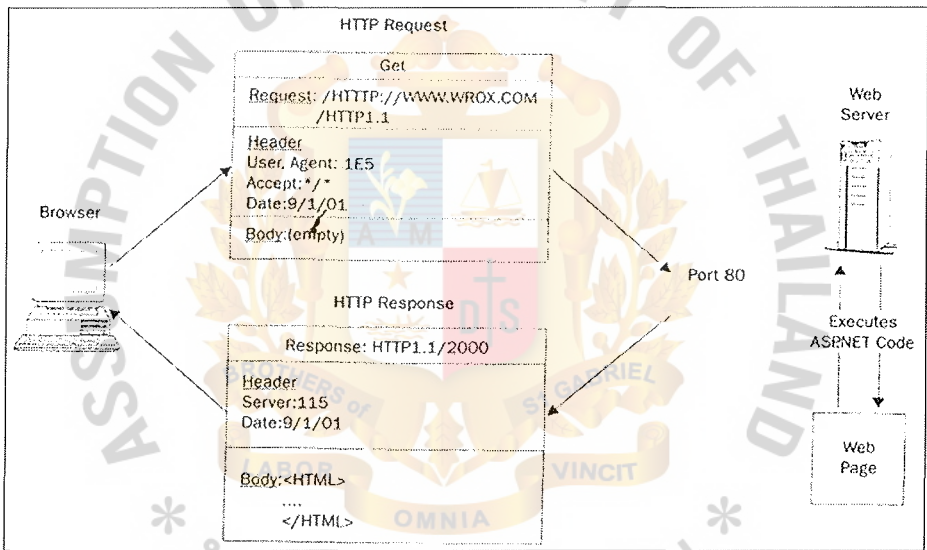 HTTP Request
Get
Request: /HTTTP://WWW.WROX.COM
/HTTP1.1
Header
User, Agent: 1E5
Accept:*/*
Date:9/1/01
Body:(empty)
Browser
Web
Server
Port 80
Executes
ASP.NET Code
Web
Page
HTTP Response
Response: HTTP1.1/2000
Header
Server:115
Date:9/1/01
Body:<HTML>
....
</HTML>
ASSUMPTION
OF
THAILAND
A M
D S
BROTHERS of
ST GABRIEL
LABOR
OMNIA
VINCIT